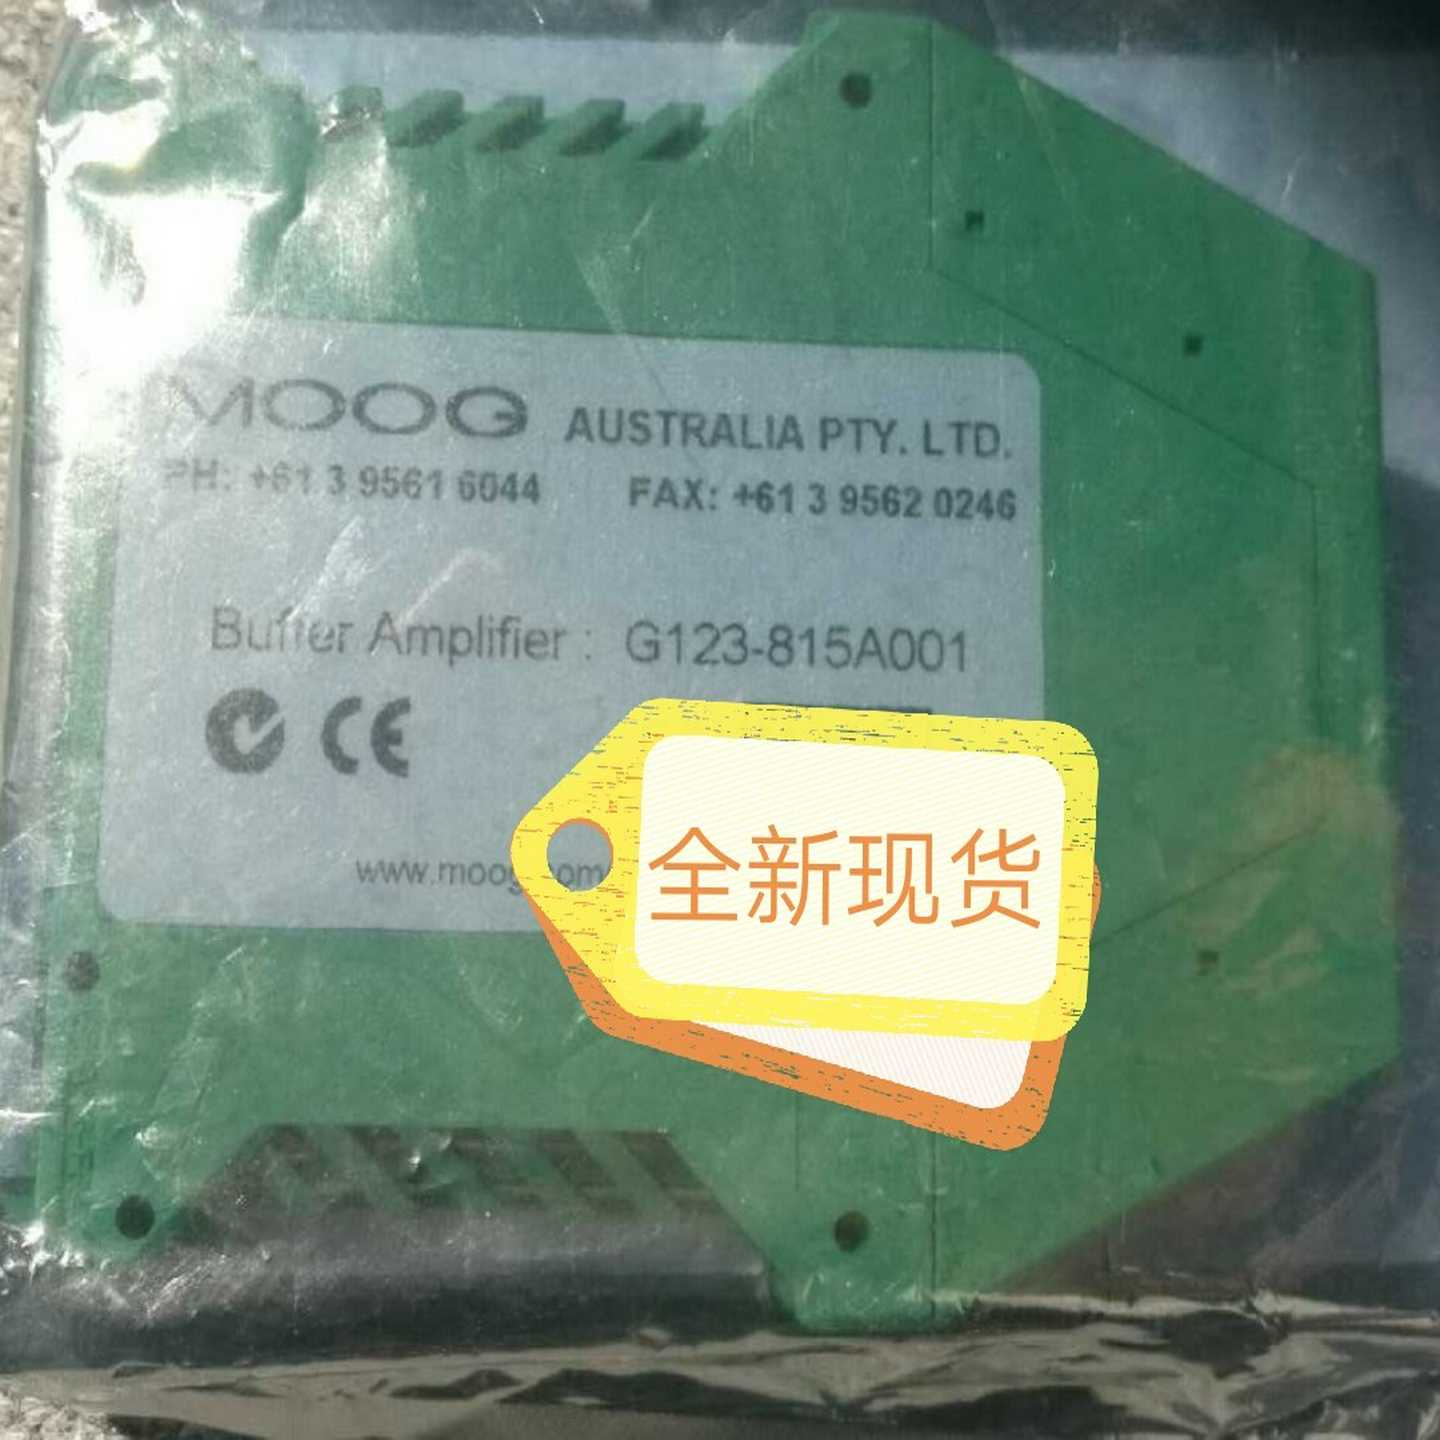 MOOG AUSTRALIA PTY. LTD.
PH: +61 3 9561 6044 FAX: +61 3 9562 0246
Buffer Amplifier : G123-815A001
CE
www.moog.com
全新现货